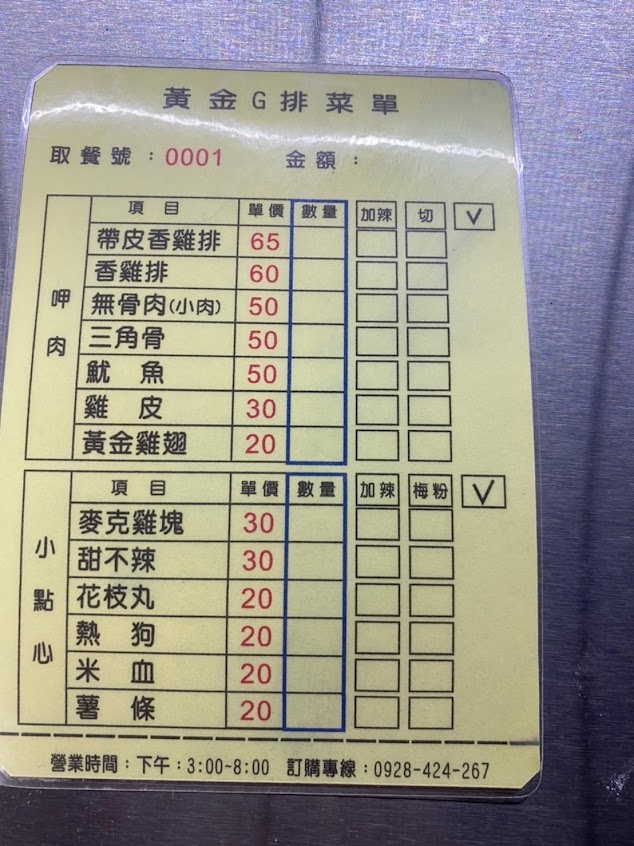 黃金G排菜單
取餐號：0001 金額：
呷肉
項目 單價 數量 加辣 切 ✓
帶皮香雞排 65
香雞排 60
無骨肉(小肉) 50
三角骨 50
魷魚 50
雞皮 30
黃金雞翅 20
小點心
項目 單價 數量 加辣 梅粉 ✓
麥克雞塊 30
甜不辣 30
花枝丸 20
熱狗 20
米血 20
薯條 20
營業時間：下午：3:00~8:00 訂購專線：0928-424-267